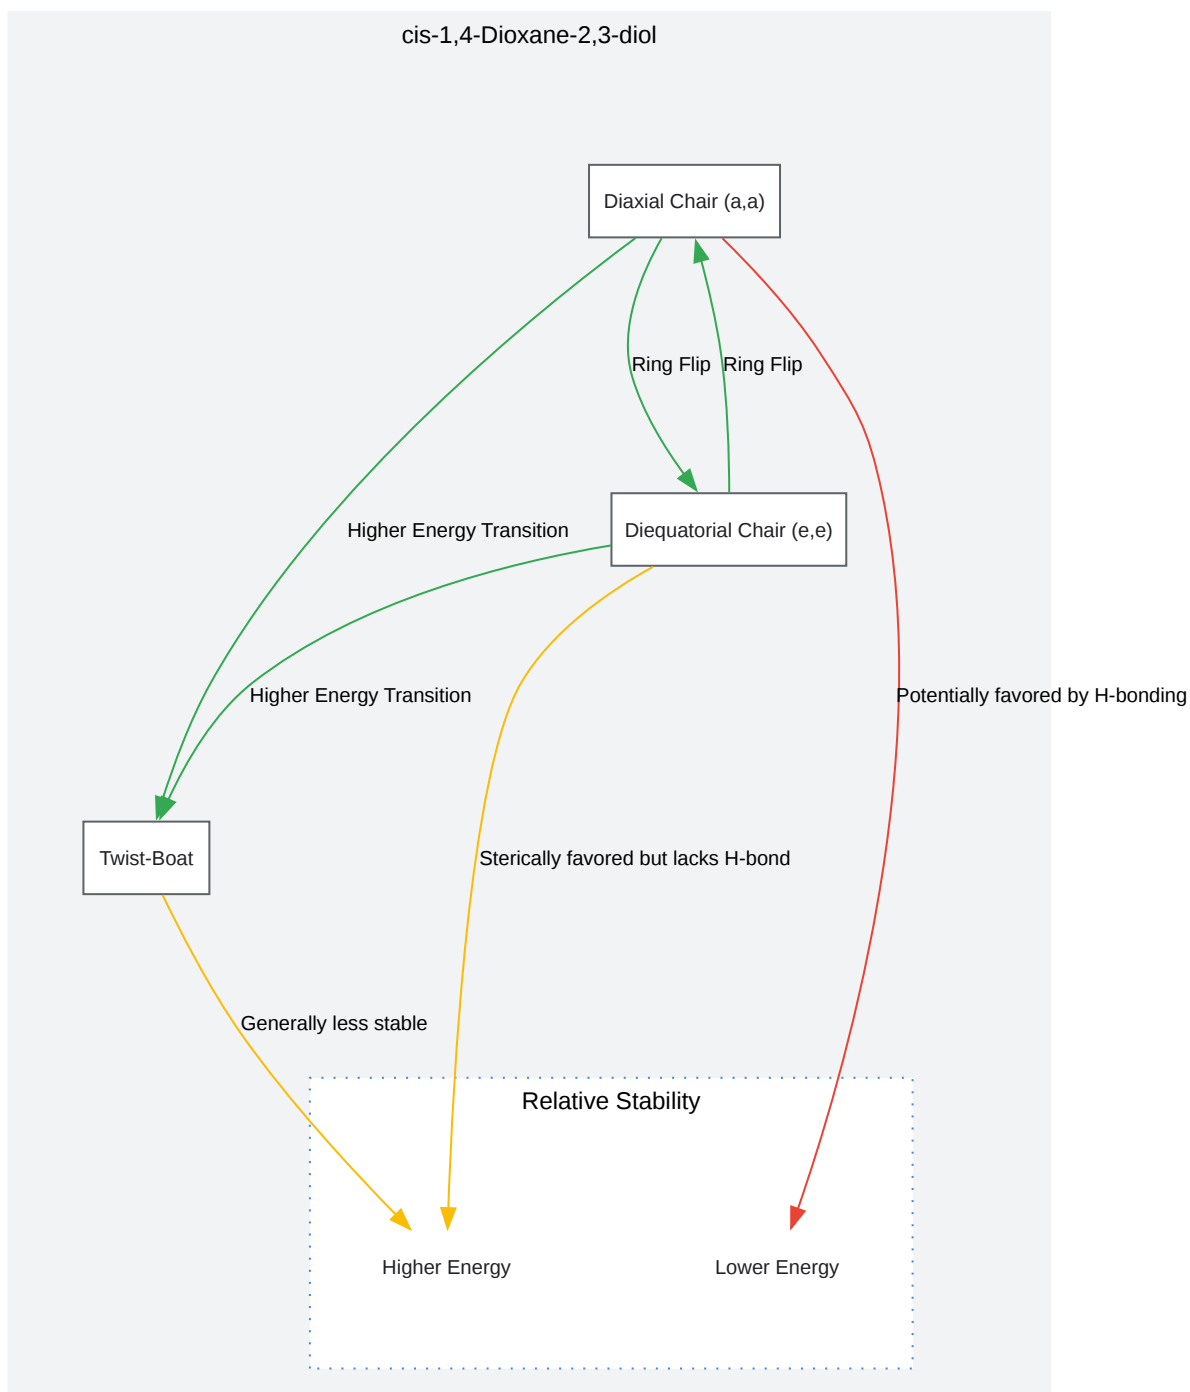 cis-1,4-Dioxane-2,3-diol
Diaxial Chair (a,a)
Ring Flip
Ring Flip
Higher Energy Transition
Diequatorial Chair (e,e)
Higher Energy Transition
Potentially favored by H-bonding
Twist-Boat
Sterically favored but lacks H-bond
Generally less stable
Relative Stability
Higher Energy
Lower Energy